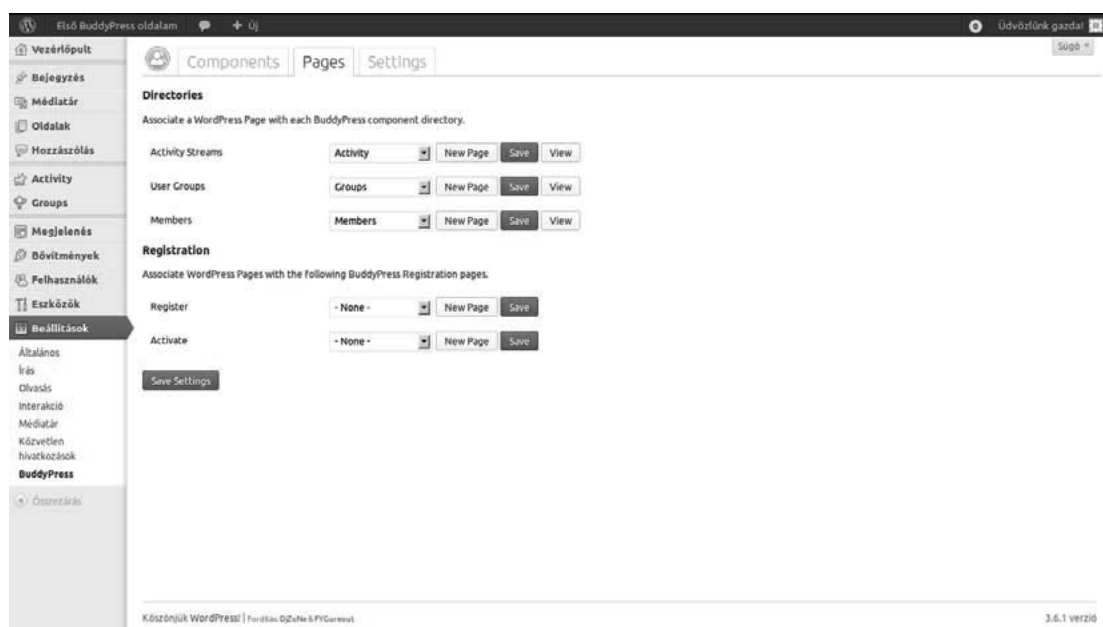 Első BuddyPress oldalam + Új 0 Üdvözlünk gazda!
Súgó
Vezérlőpult
Bejegyzés
Médiatár
Oldalak
Hozzászólás
Activity
Groups
Megjelenés
Bővítmények
Felhasználók
Eszközök
Beállítások
Általános
Írás
Olvasás
Interakció
Médiatár
Közvetlen
hivatkozások
BuddyPress
Összezárás
Components Pages Settings
Directories
Associate a WordPress Page with each BuddyPress component directory.
Activity Streams Activity New Page Save View
User Groups Groups New Page Save View
Members Members New Page Save View
Registration
Associate WordPress Pages with the following BuddyPress Registration pages.
Register - None - New Page Save
Activate - None - New Page Save
Save Settings
Köszönjük WordPress! | Fordítás: DjZoNe & FYGureout 3.6.1 verzió